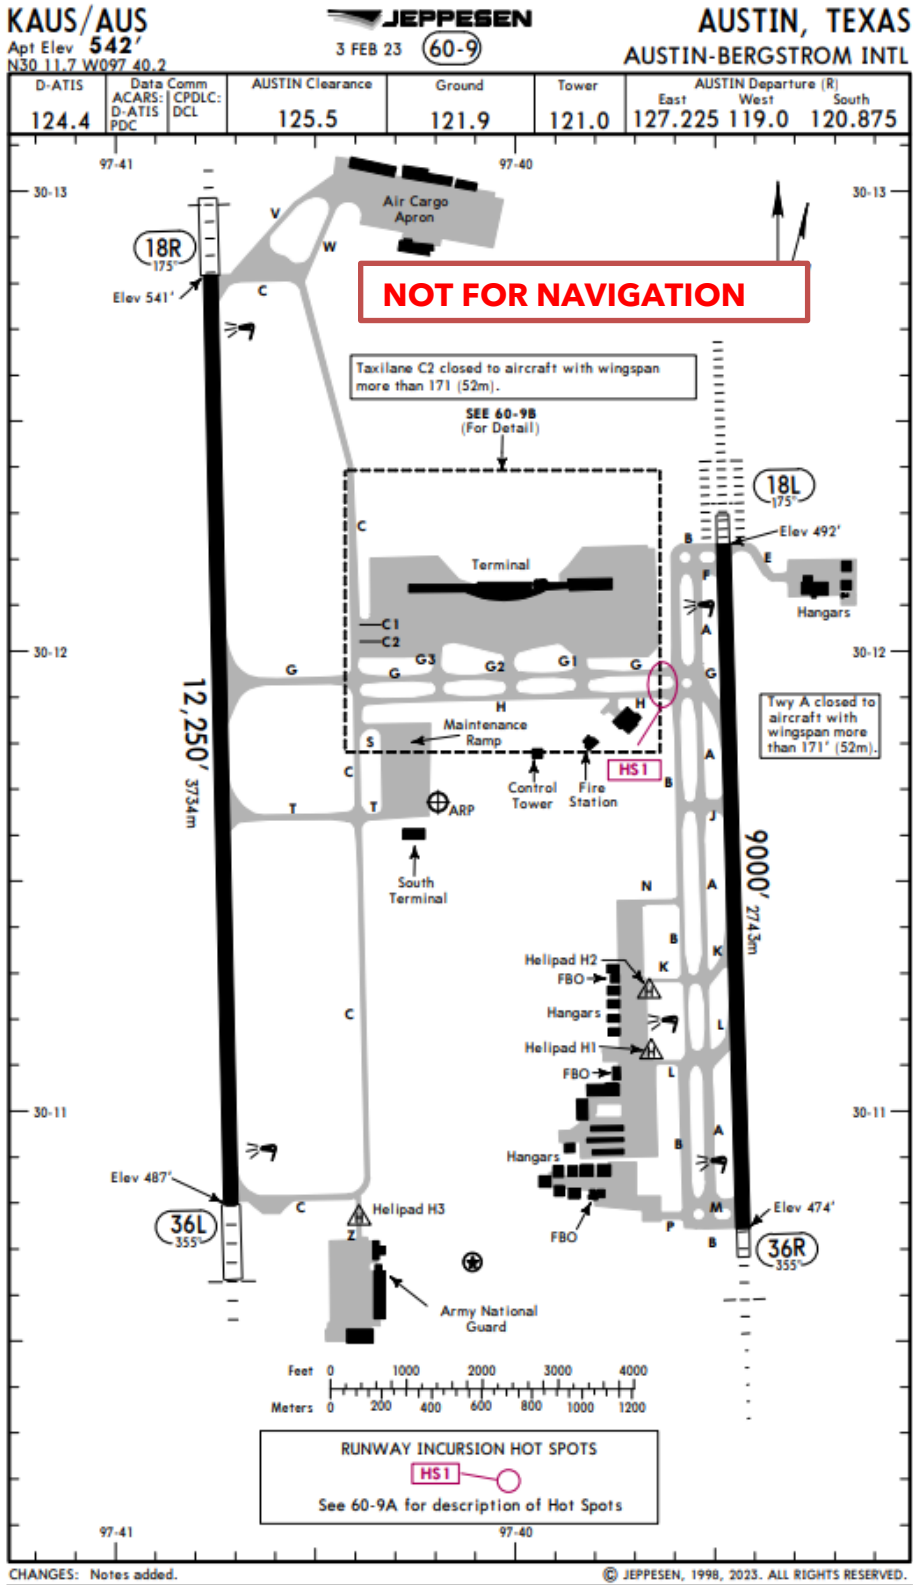 KAUS/AUS
Apt Elev 542'
N30 11.7 W097 40.2
JEPPESEN
3 FEB 23 60-9
AUSTIN, TEXAS
AUSTIN-BERGSTROM INTL
D-ATIS
124.4
Data Comm
ACARS: CPDLC:
D-ATIS DCL
PDC
AUSTIN Clearance
125.5
Ground
121.9
Tower
121.0
AUSTIN Departure (R)
East West South
127.225 119.0 120.875
97-41 97-40
30-13 30-13
Air Cargo
Apron
V
W
18R
175°
C
Elev 541'
NOT FOR NAVIGATION
Taxilane C2 closed to aircraft with wingspan
more than 171 (52m).
SEE 60-9B
(For Detail)
18L
175°
C
Elev 492'
B
E
Terminal
F
Hangars
C1
A
C2
30-12 30-12
G G3 G2 G1 G
G G
H H
12,250'
3734m
Twy A closed to
aircraft with
wingspan more
than 171' (52m).
Maintenance
Ramp
S
A
C
HS1
B
Control
Tower
Fire
Station
T T
ARP
J
9000'
2743m
South
Terminal
N A
B
K K
Helipad H2
FBO
Hangars
C
L
Helipad H1
FBO
L
30-11 30-11
A
B
Hangars
Elev 487'
C
Helipad H3
M
Elev 474'
36L
355°
Z
P
B
FBO
36R
355°
Army National
Guard
Feet 0 1000 2000 3000 4000
Meters 0 200 400 600 800 1000 1200
RUNWAY INCURSION HOT SPOTS
HS1
See 60-9A for description of Hot Spots
97-41 97-40
CHANGES: Notes added.
© JEPPESEN, 1998, 2023. ALL RIGHTS RESERVED.